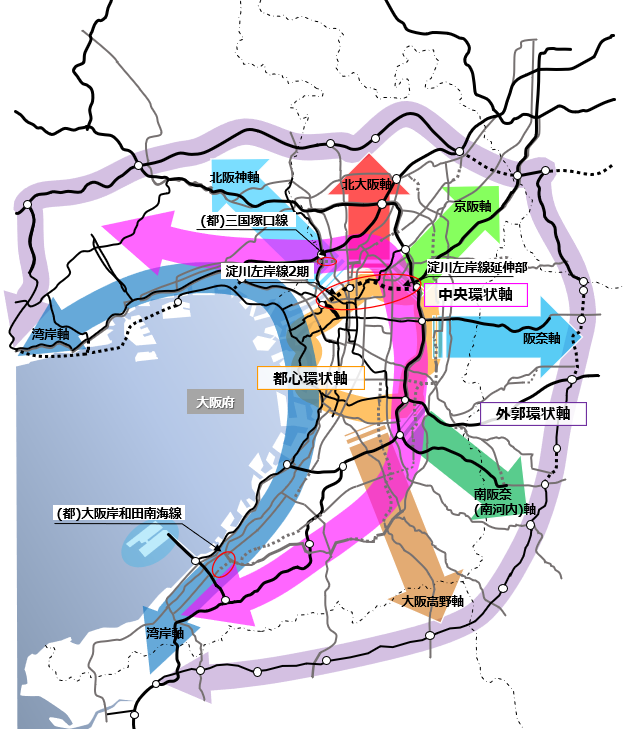 北阪神軸
北大阪軸
京阪軸
(都)三国塚口線
淀川左岸線2期
淀川左岸線延伸部
中央環状軸
湾岸軸
阪奈軸
都心環状軸
大阪府
外郭環状軸
南阪奈
(南河内)軸
(都)大阪岸和田南海線
大阪高野軸
湾岸軸